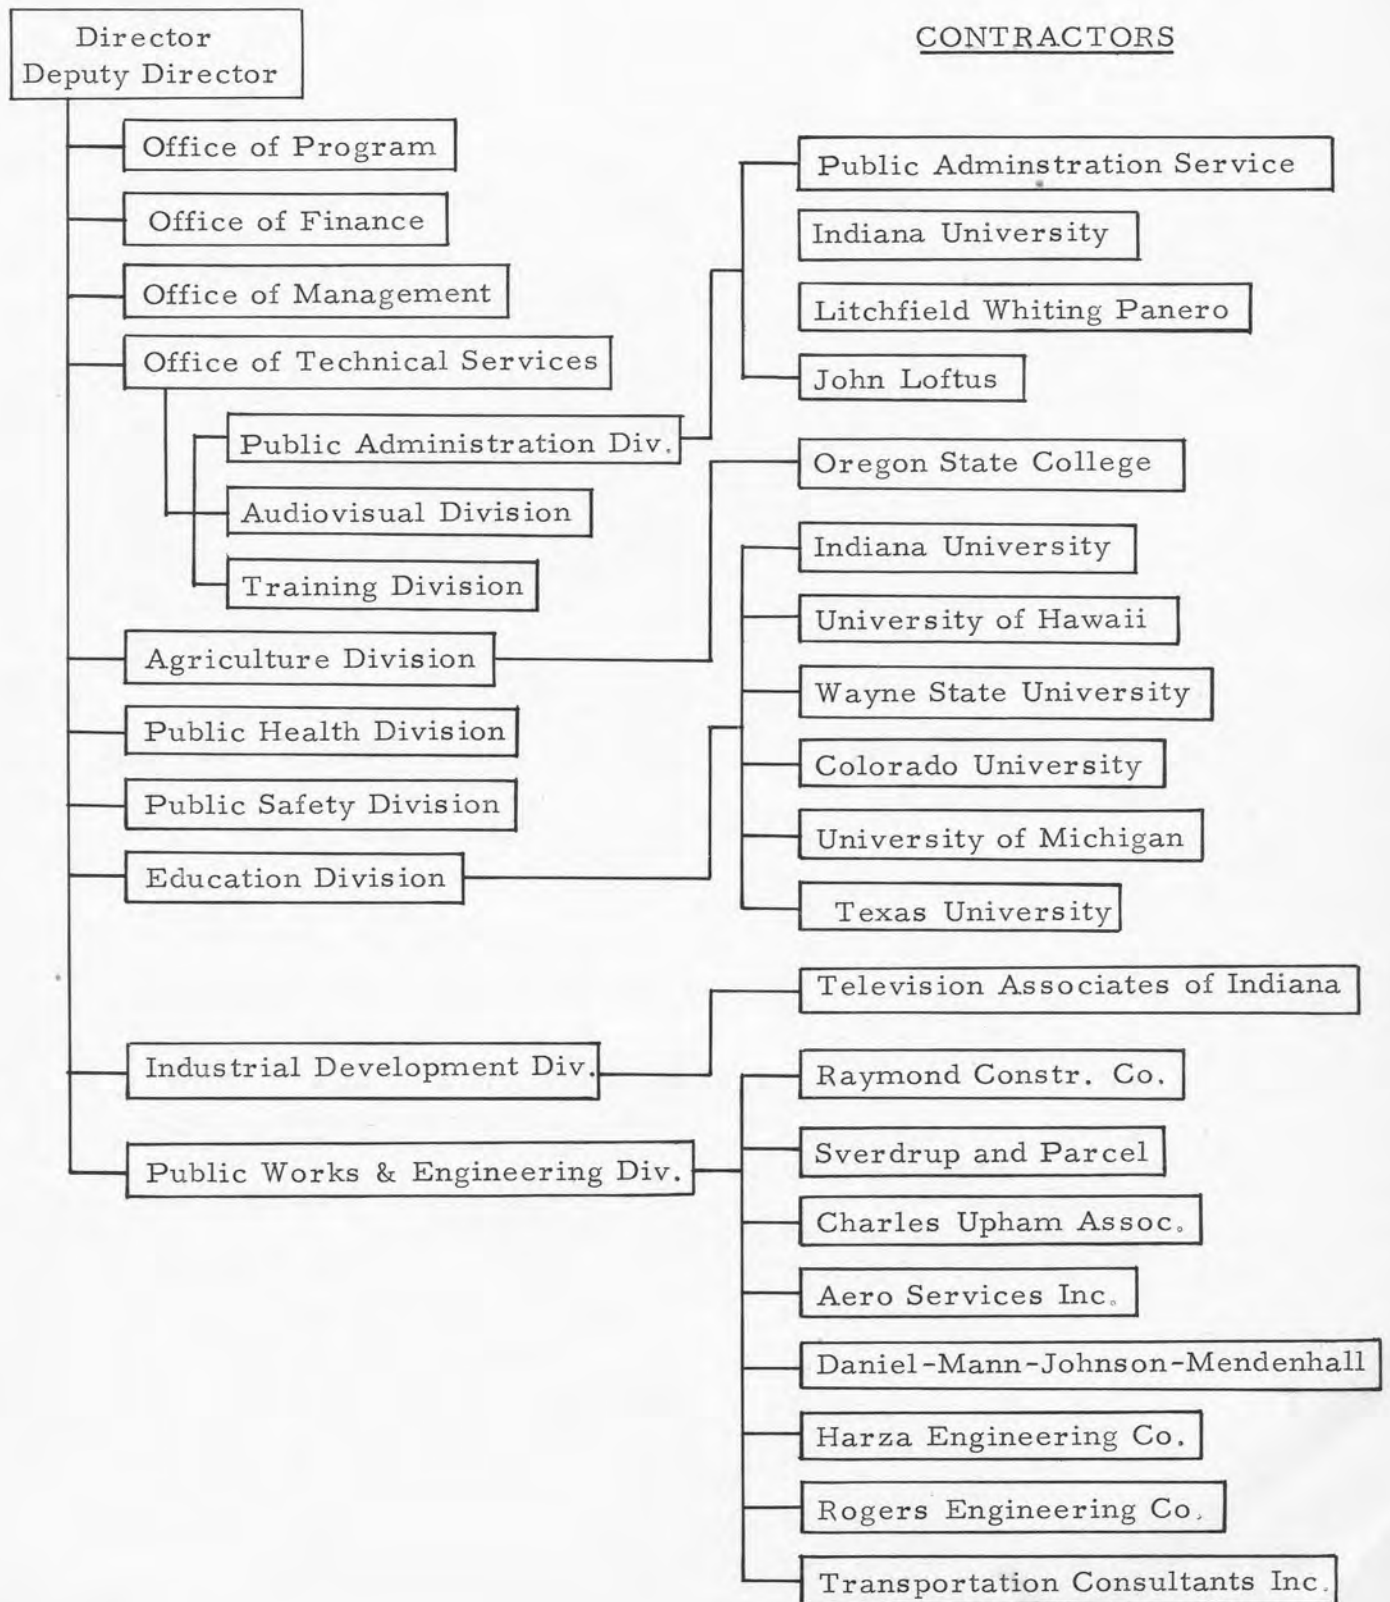 Director
Deputy Director
Office of Program
Office of Finance
Office of Management
Office of Technical Services
Public Administration Div.
Audiovisual Division
Training Division
Agriculture Division
Public Health Division
Public Safety Division
Education Division
Industrial Development Div.
Public Works & Engineering Div.
CONTRACTORS
Public Adminstration Service
Indiana University
Litchfield Whiting Panero
John Loftus
Oregon State College
Indiana University
University of Hawaii
Wayne State University
Colorado University
University of Michigan
Texas University
Television Associates of Indiana
Raymond Constr. Co.
Sverdrup and Parcel
Charles Upham Assoc.
Aero Services Inc.
Daniel-Mann-Johnson-Mendenhall
Harza Engineering Co.
Rogers Engineering Co.
Transportation Consultants Inc.